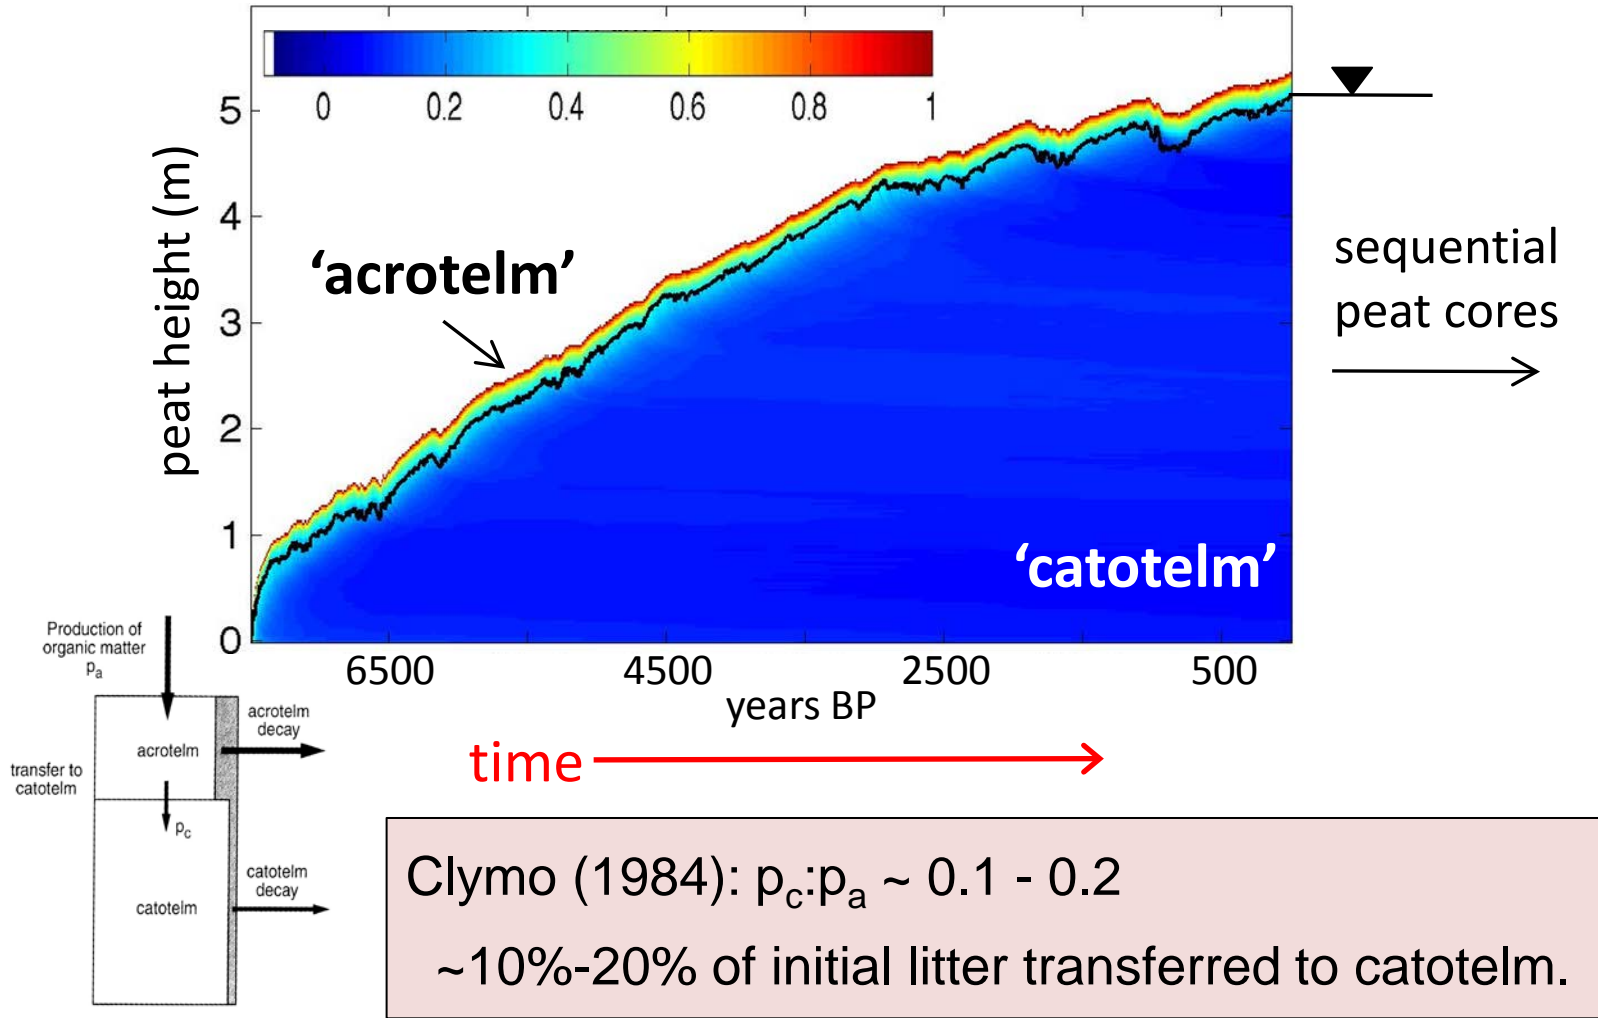 0 0.2 0.4 0.6 0.8 1
5
4
3
2
1
0
peat height (m)
‘acrotelm’
‘catotelm’
sequential
peat cores
6500 4500 2500 500
years BP
time
Production of
organic matter
pₐ
acrotelm
decay
acrotelm
transfer to
catotelm
p_c
catotelm
decay
catotelm
Clymo (1984): p_c:pₐ ~ 0.1 - 0.2
~10%-20% of initial litter transferred to catotelm.